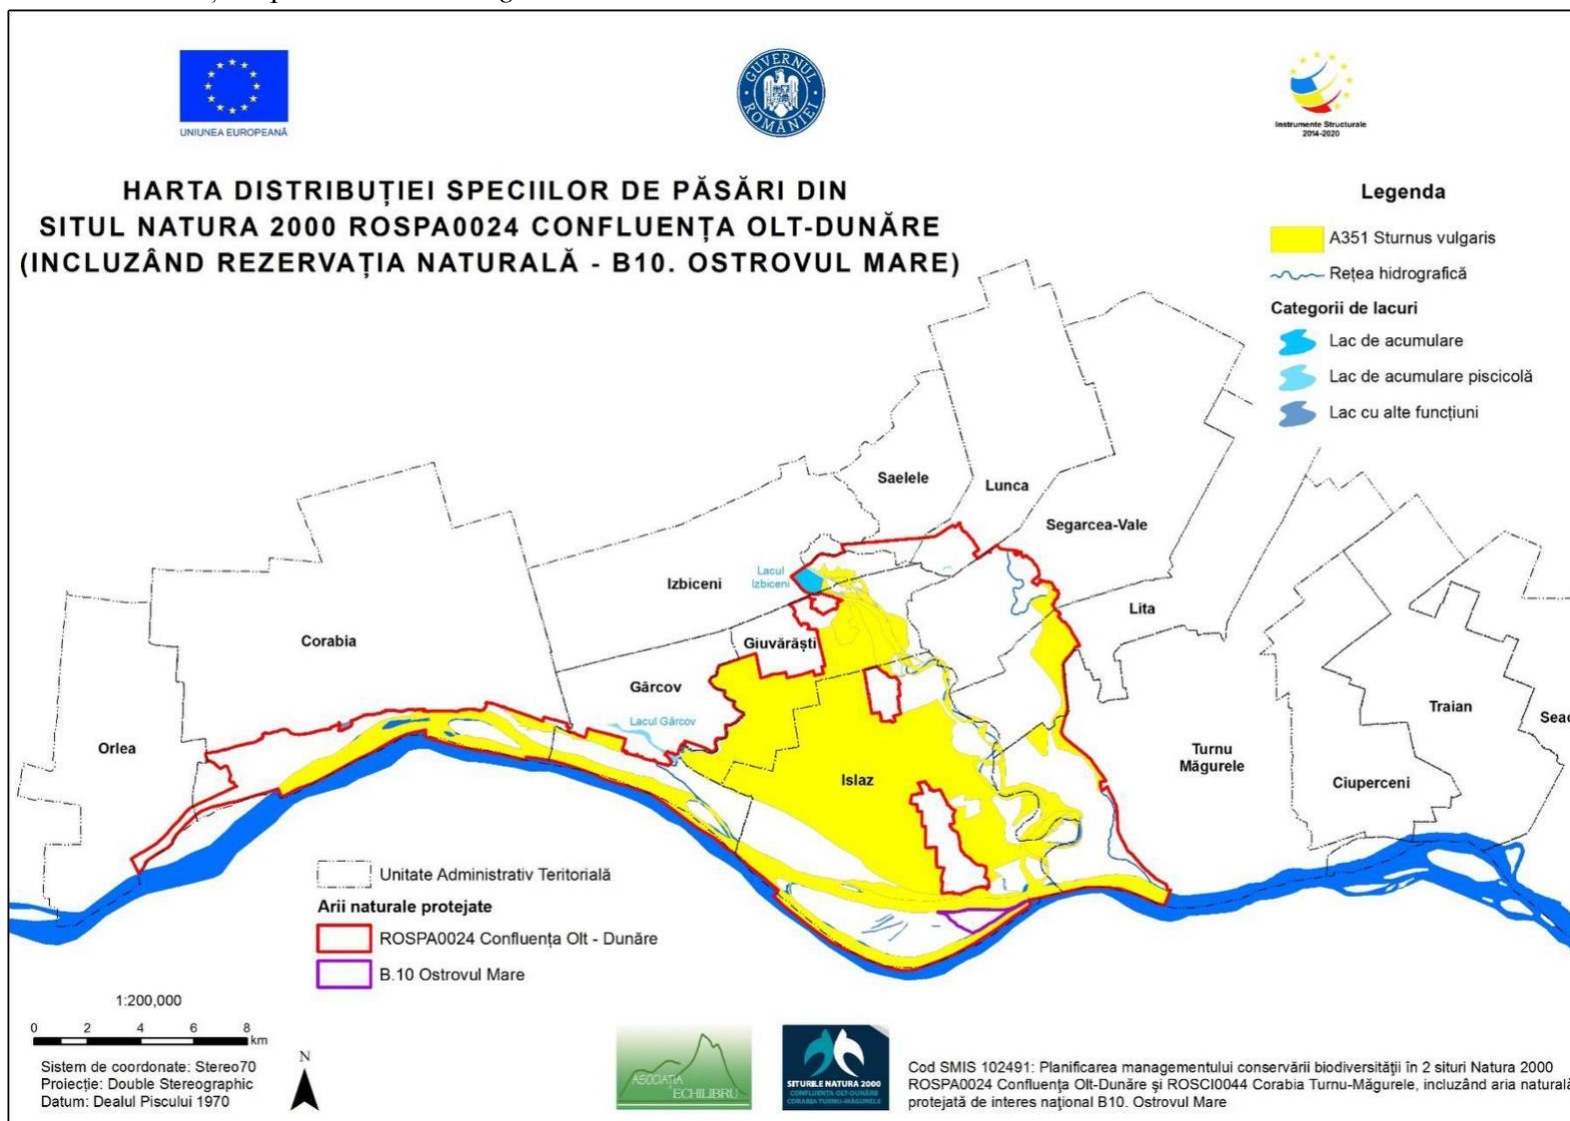 UNIUNEA EUROPEANĂ
GUVERNUL ROMÂNIEI
Instrumente Structurale
2014-2020
HARTA DISTRIBUȚIEI SPECIILOR DE PĂSĂRI DIN
SITUL NATURA 2000 ROSPA0024 CONFLUENȚA OLT-DUNĂRE
(INCLUZÂND REZERVAȚIA NATURALĂ - B10. OSTROVUL MARE)
Legenda
A351 Sturnus vulgaris
Rețea hidrografică
Categorii de lacuri
Lac de acumulare
Lac de acumulare piscicolă
Lac cu alte funcțiuni
Saelele
Lunca
Segarcea-Vale
Izbiceni
Lacul
Izbiceni
Lita
Corabia
Giuvărăști
Gârcov
Lacul Gârcov
Orlea
Islaz
Turnu
Măgurele
Traian
Seac
Ciuperceni
Unitate Administrativ Teritorială
Arii naturale protejate
ROSPA0024 Confluența Olt - Dunăre
B.10 Ostrovul Mare
1:200,000
0 2 4 6 8
km
N
Sistem de coordonate: Stereo70
Proiecție: Double Stereographic
Datum: Dealul Piscului 1970
ASOCIAȚIA
ECHILIBRU
SITURILE NATURA 2000
CONFLUENȚA OLT-DUNĂRE
CORABIA TURNU-MĂGURELE
Cod SMIS 102491: Planificarea managementului conservării biodiversității în 2 situri Natura 2000
ROSPA0024 Confluența Olt-Dunăre și ROSCI0044 Corabia Turnu-Măgurele, incluzând aria naturală
protejată de interes național B10. Ostrovul Mare